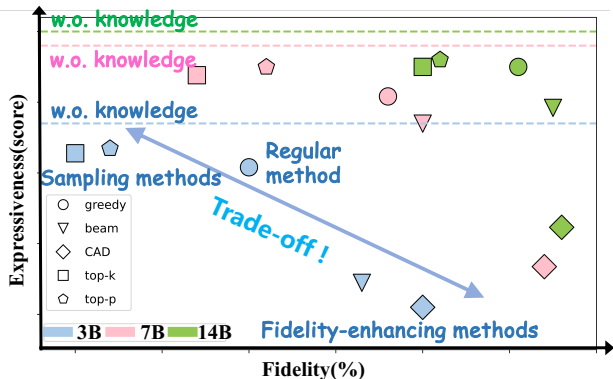 w.o. knowledge
w.o. knowledge
w.o. knowledge
Regular
method
Sampling methods
Trade-off !
greedy
beam
CAD
top-k
top-p
3B 7B 14B
Fidelity-enhancing methods
Expressiveness(score)
Fidelity(%)